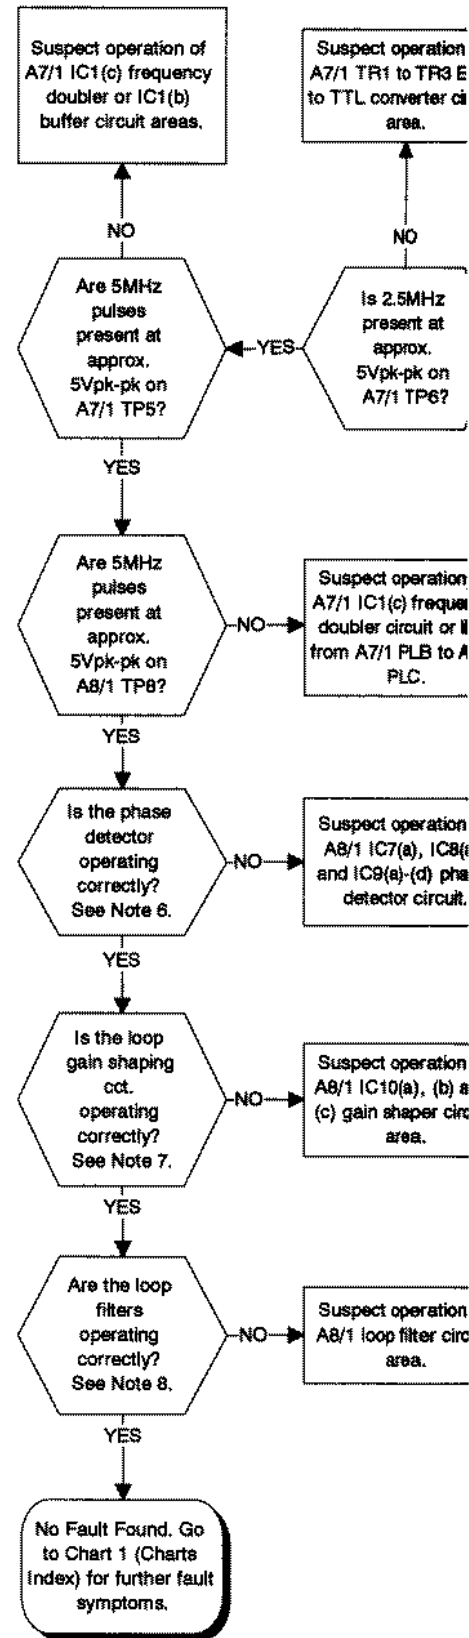 Suspect operation of
A7/1 IC1(c) frequency
doubler or IC1(b)
buffer circuit areas.
Suspect operation
A7/1 TR1 to TR3 E
to TTL converter ci
area.
NO
NO
Are 5MHz
pulses
present at
approx.
5Vpk-pk on
A7/1 TP5?
YES
Is 2.5MHz
present at
approx.
5Vpk-pk on
A7/1 TP6?
YES
Are 5MHz
pulses
present at
approx.
5Vpk-pk on
A8/1 TP8?
NO
Suspect operation
A7/1 IC1(c) freque
doubler circuit or li
from A7/1 PLB to A
PLC.
YES
Is the phase
detector
operating
correctly?
See Note 6.
NO
Suspect operation
A8/1 IC7(a), IC8(a
and IC9(a)-(d) pha
detector circuit.
YES
Is the loop
gain shaping
cct.
operating
correctly?
See Note 7.
NO
Suspect operation
A8/1 IC10(a), (b) a
(c) gain shaper circ
area.
YES
Are the loop
filters
operating
correctly?
See Note 8.
NO
Suspect operation
A8/1 loop filter circ
area.
YES
No Fault Found. Go
to Chart 1 (Charts
Index) for further fault
symptoms.